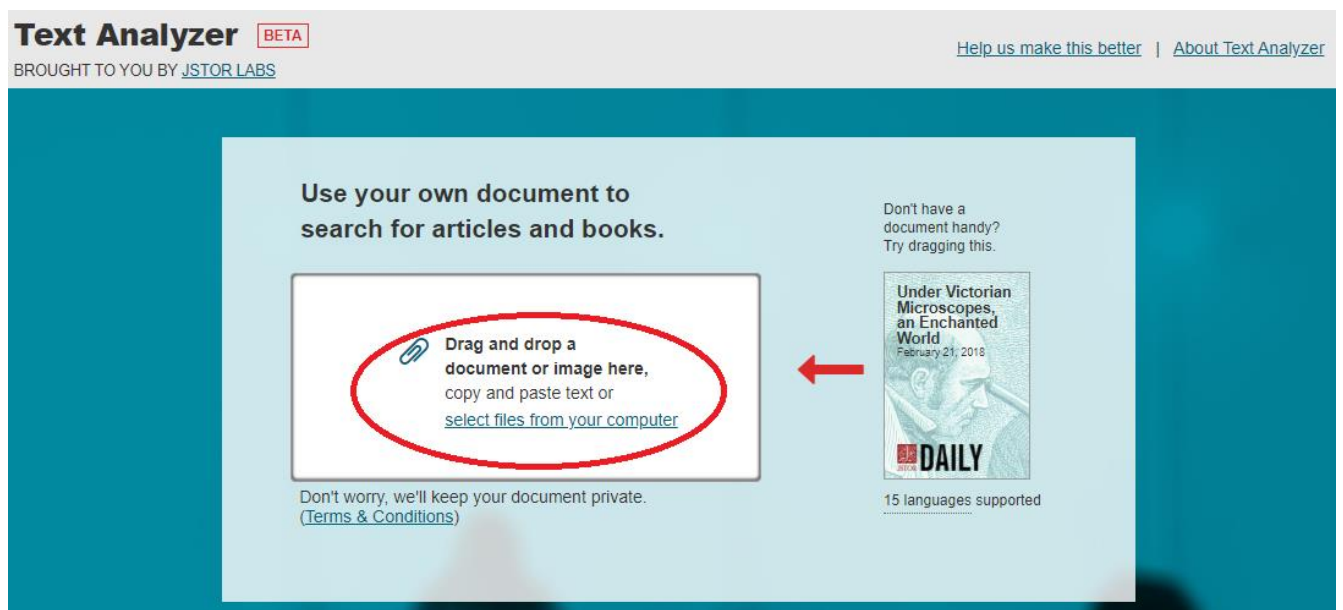 Text Analyzer BETA
BROUGHT TO YOU BY JSTOR LABS
Help us make this better | About Text Analyzer
Use your own document to
search for articles and books.
Drag and drop a
document or image here,
copy and paste text or
select files from your computer
Don't worry, we'll keep your document private.
(Terms & Conditions)
Don't have a
document handy?
Try dragging this.
Under Victorian
Microscopes,
an Enchanted
World
February 21, 2018
JSTOR DAILY
15 languages supported